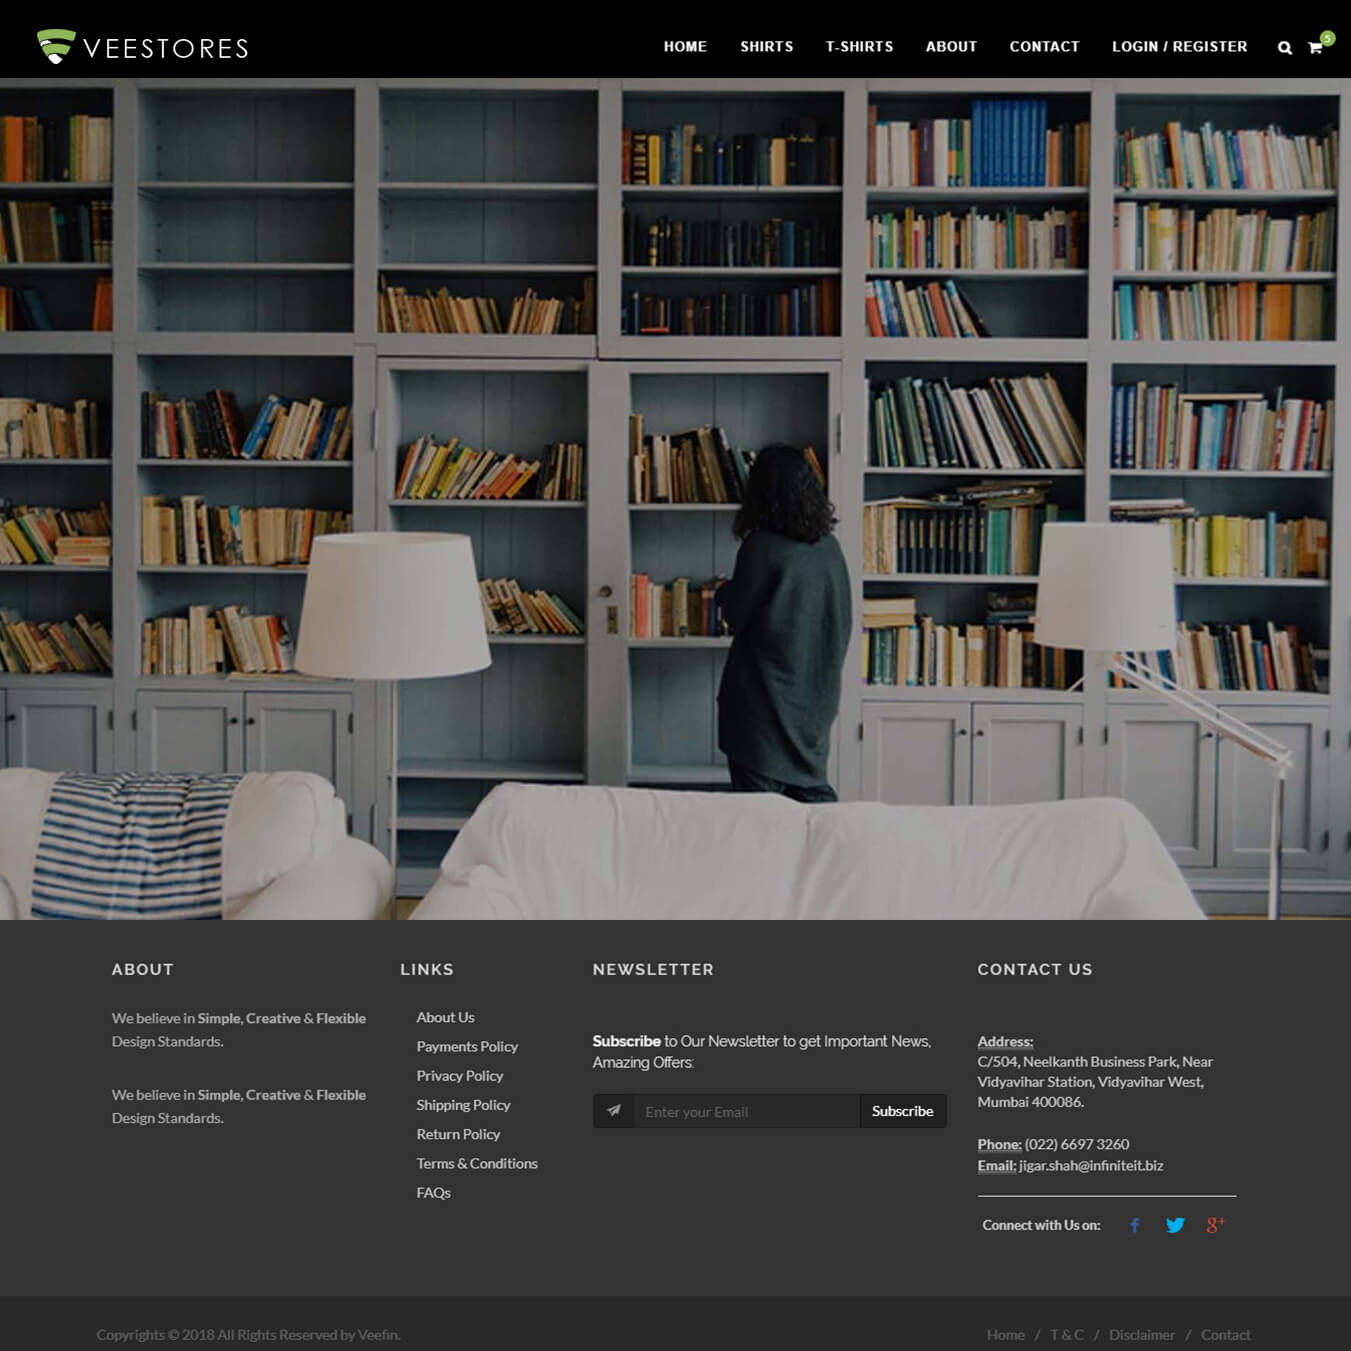 VEESTORES
HOME SHIRTS T-SHIRTS ABOUT CONTACT LOGIN / REGISTER 5
ABOUT
We believe in Simple, Creative & Flexible
Design Standards.
We believe in Simple, Creative & Flexible
Design Standards.
LINKS
About Us
Payments Policy
Privacy Policy
Shipping Policy
Return Policy
Terms & Conditions
FAQs
NEWSLETTER
Subscribe to Our Newsletter to get Important News,
Amazing Offers:
Enter your Email Subscribe
CONTACT US
Address:
C/504, Neelkanth Business Park, Near
Vidyavihar Station, Vidyavihar West,
Mumbai 400086.
Phone: (022) 6697 3260
Email: jigar.shah@infiniteit.biz
Connect with Us on:
Copyrights © 2018 All Rights Reserved by Veefin.
Home / T & C / Disclaimer / Contact